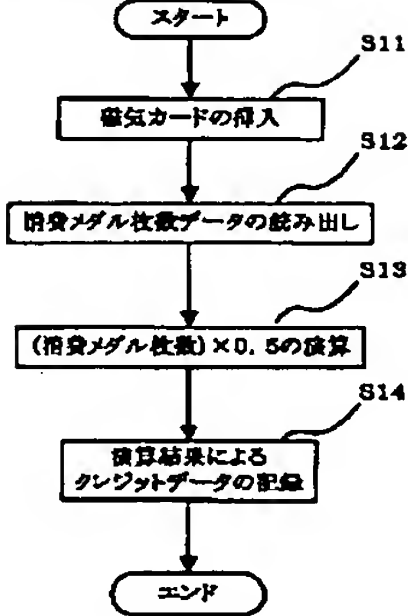 スタート
S11
磁気カードの挿入
S12
消費メダル枚数データの読み出し
S13
(消費メダル枚数)×0.5の演算
S14
演算結果による
クレジットデータの記録
エンド